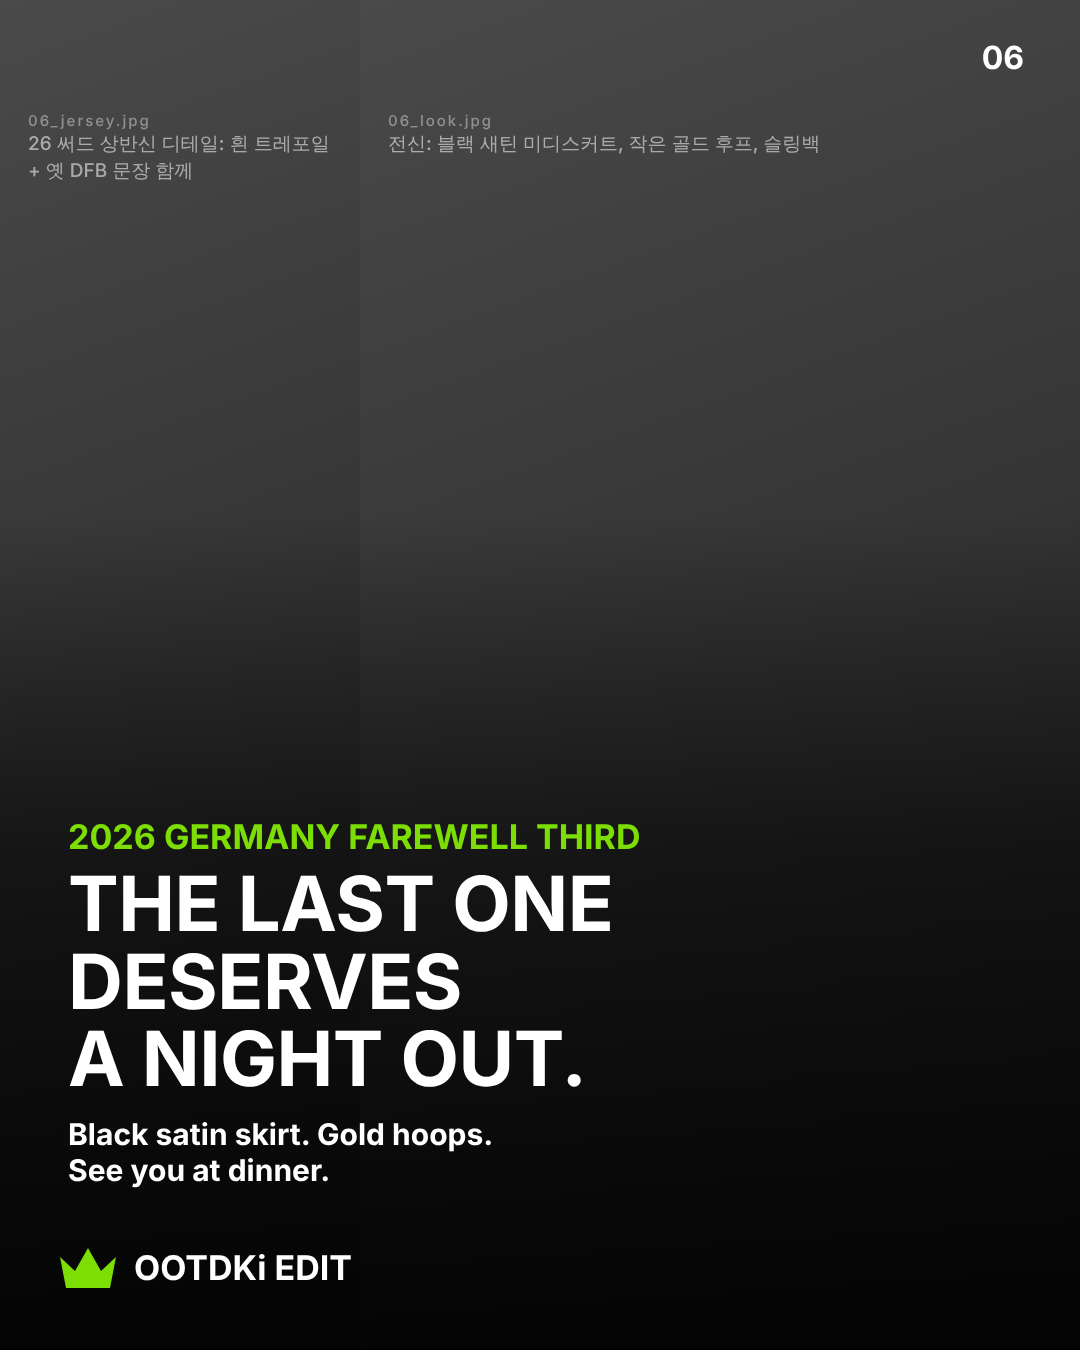 06
06_jersey.jpg
26 써드 상반신 디테일: 흰 트레포일
+ 옛 DFB 문장 함께
06_look.jpg
전신: 블랙 새틴 미디스커트, 작은 골드 후프, 슬링백
2026 GERMANY FAREWELL THIRD
THE LAST ONE
DESERVES
A NIGHT OUT.
Black satin skirt. Gold hoops.
See you at dinner.
OOTDKi EDIT